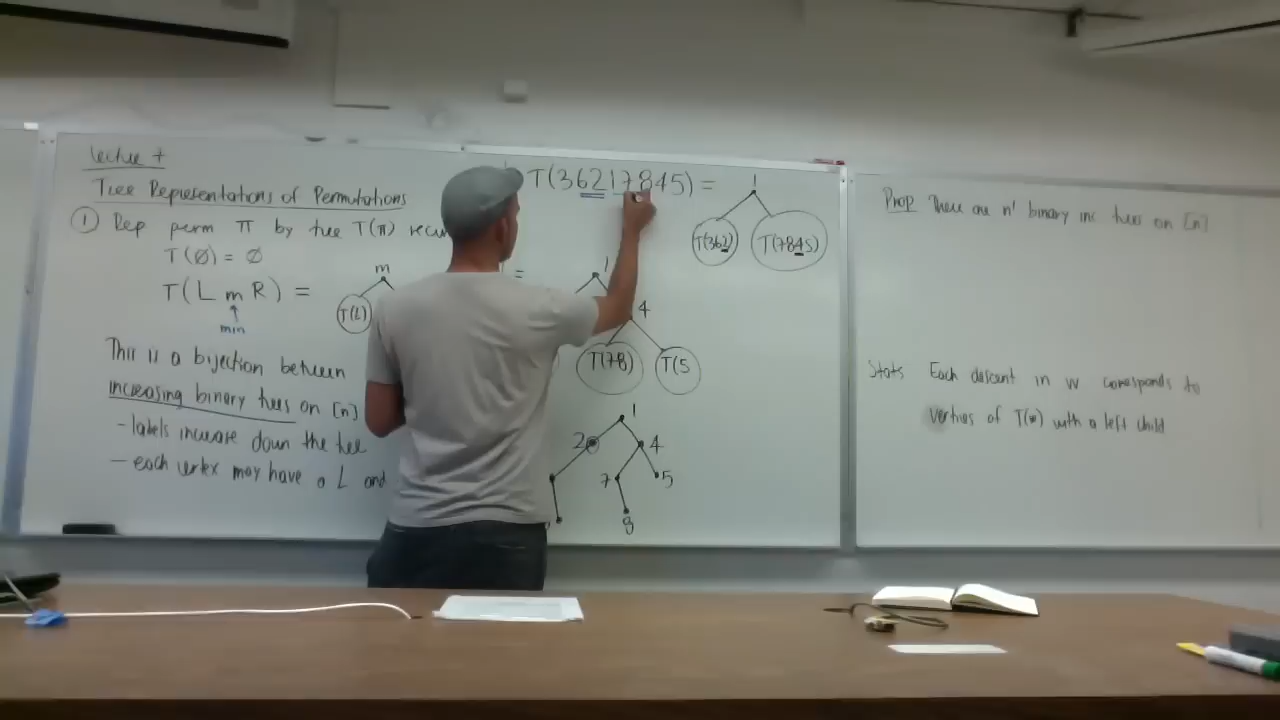 Lecture 7
Tree Representations of Permutations
① Rep perm π by tree T(π)
T(∅) = ∅
T(L m R) =
min
m
T(L)
This is a bijection between
increasing binary trees on [n]
- labels increase down the tree
- each vertex may have a L and
T(36217845) =
1
T(362) T(7845)
=
1
4
T(78) T(5
1
2 4
7 5
8
Prop There are n! binary inc trees on [n]
Stats Each descent in w corresponds to
vertices of T(w) with a left child